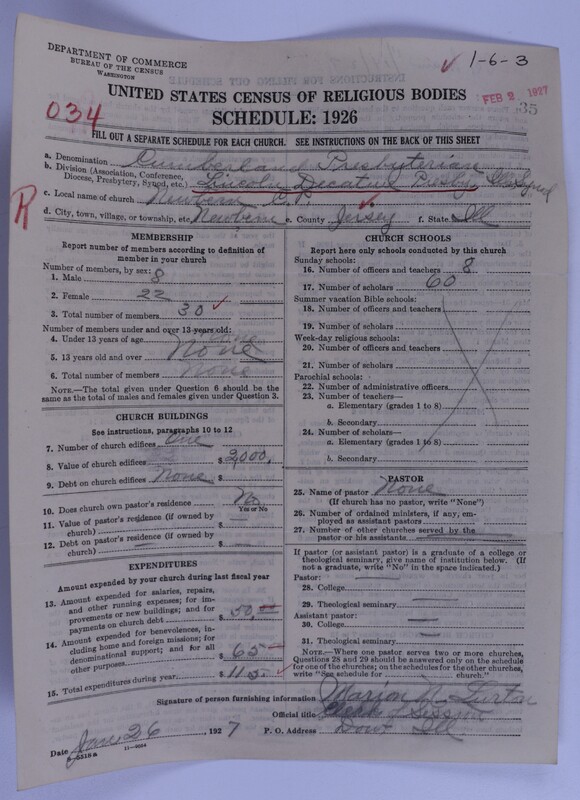 DEPARTMENT OF COMMERCE
BUREAU OF THE CENSUS
WASHINGTON
1-6-3
UNITED STATES CENSUS OF RELIGIOUS BODIES
FEB 2 1927
35
034
SCHEDULE: 1926
FILL OUT A SEPARATE SCHEDULE FOR EACH CHURCH. SEE INSTRUCTIONS ON THE BACK OF THIS SHEET
a. Denomination Cumberland Presbyterian
b. Division (Association, Conference, Diocese, Presbytery, Synod, etc.) Lincoln Decatur Presby
c. Local name of church Newbern C.P.
R
d. City, town, village, or township, etc. Newbern e. County Jersey f. State Ill
MEMBERSHIP
Report number of members according to definition of member in your church
Number of members, by sex:
1. Male 8
2. Female 22
3. Total number of members 30
Number of members under and over 13 years old:
4. Under 13 years of age None
5. 13 years old and over None
6. Total number of members None
NOTE.—The total given under Question 6 should be the same as the total of males and females given under Question 3.
CHURCH BUILDINGS
See instructions, paragraphs 10 to 12
7. Number of church edifices One
8. Value of church edifices $ 2000.
9. Debt on church edifices None $
10. Does church own pastor's residence No
Yes or No
11. Value of pastor's residence (if owned by church) $
12. Debt on pastor's residence (if owned by church) $
EXPENDITURES
Amount expended by your church during last fiscal year
13. Amount expended for salaries, repairs, and other running expenses; for improvements or new buildings; and for payments on church debt $ 50.
14. Amount expended for benevolences, including home and foreign missions; for denominational support; and for all other purposes $ 65
15. Total expenditures during year $ 115.
CHURCH SCHOOLS
Report here only schools conducted by this church
Sunday schools:
16. Number of officers and teachers 8
17. Number of scholars 60
Summer vacation Bible schools:
18. Number of officers and teachers
19. Number of scholars
Week-day religious schools:
20. Number of officers and teachers
21. Number of scholars
Parochial schools:
22. Number of administrative officers
23. Number of teachers—
a. Elementary (grades 1 to 8)
b. Secondary
24. Number of scholars—
a. Elementary (grades 1 to 8)
b. Secondary
PASTOR
25. Name of pastor None
(If church has no pastor, write "None")
26. Number of ordained ministers, if any, employed as assistant pastors
27. Number of other churches served by the pastor or his assistants
If pastor (or assistant pastor) is a graduate of a college or theological seminary, give name of institution below. (If not a graduate, write "No" in the space indicated.)
Pastor:
28. College
29. Theological seminary
Assistant pastor:
30. College
31. Theological seminary
NOTE.—Where one pastor serves two or more churches, Questions 28 and 29 should be answered only on the schedule for one of the churches; on the schedules for the other churches, write "See schedule for church."
Signature of person furnishing information Marion W. Turton
Official title Clerk of Session
Date Jan 26 1927 P. O. Address Dow Ill
8-5318a 11-9664